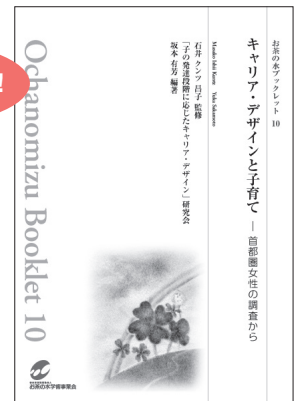 お茶の水ブックレット 10
キャリア・デザインと子育て ― 首都圏女性の調査から
Masako Ishii-Kuntz Yuko Sakamoto
石井 クンツ 昌子 監修
「子の発達段階に応じたキャリア・デザイン」研究会
坂本 有芳 編著
Ochanomizu Booklet 10
!
お茶の水学術事業会